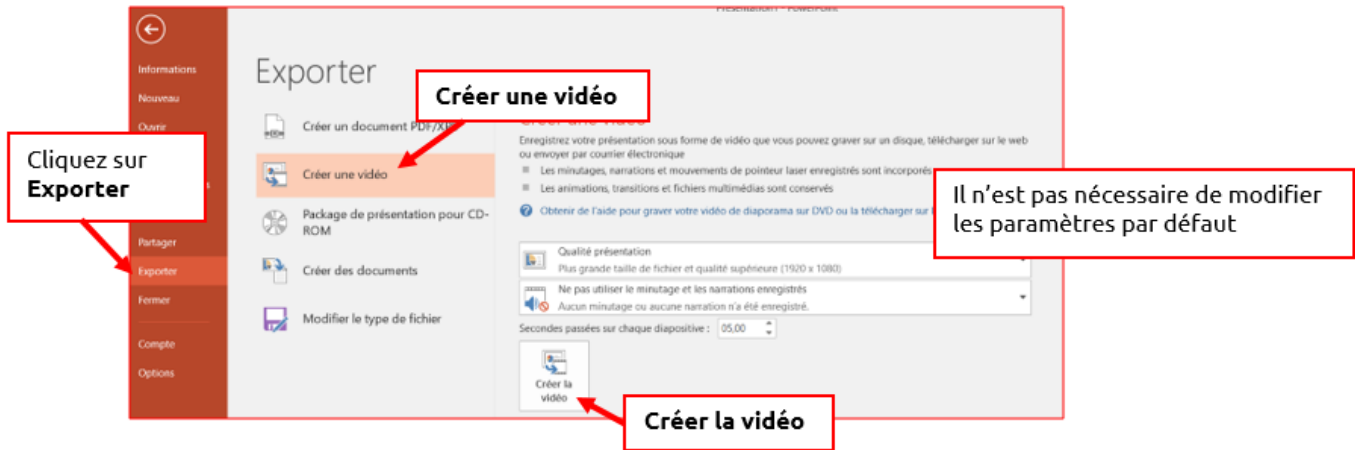 Présentation1 - PowerPoint
Informations
Nouveau
Ouvrir
Cliquez sur
Exporter
Partager
Exporter
Fermer
Compte
Options
Exporter
Créer un document PDF/X
Créer une vidéo
Package de présentation pour CD-
ROM
Créer des documents
Modifier le type de fichier
Créer une vidéo
Créer une vidéo
Enregistrez votre présentation sous forme de vidéo que vous pouvez graver sur un disque, télécharger sur le web
ou envoyer par courrier électronique
Les minutages, narrations et mouvements de pointeur laser enregistrés sont incorporés
Les animations, transitions et fichiers multimédias sont conservés
Obtenir de l'aide pour graver votre vidéo de diaporama sur DVD ou la télécharger sur
Il n'est pas nécessaire de modifier
les paramètres par défaut
Qualité présentation
Plus grande taille de fichier et qualité supérieure (1920 x 1080)
Ne pas utiliser le minutage et les narrations enregistrés
Aucun minutage ou aucune narration n'a été enregistré.
Secondes passées sur chaque diapositive : 05,00
Créer la
vidéo
Créer la vidéo